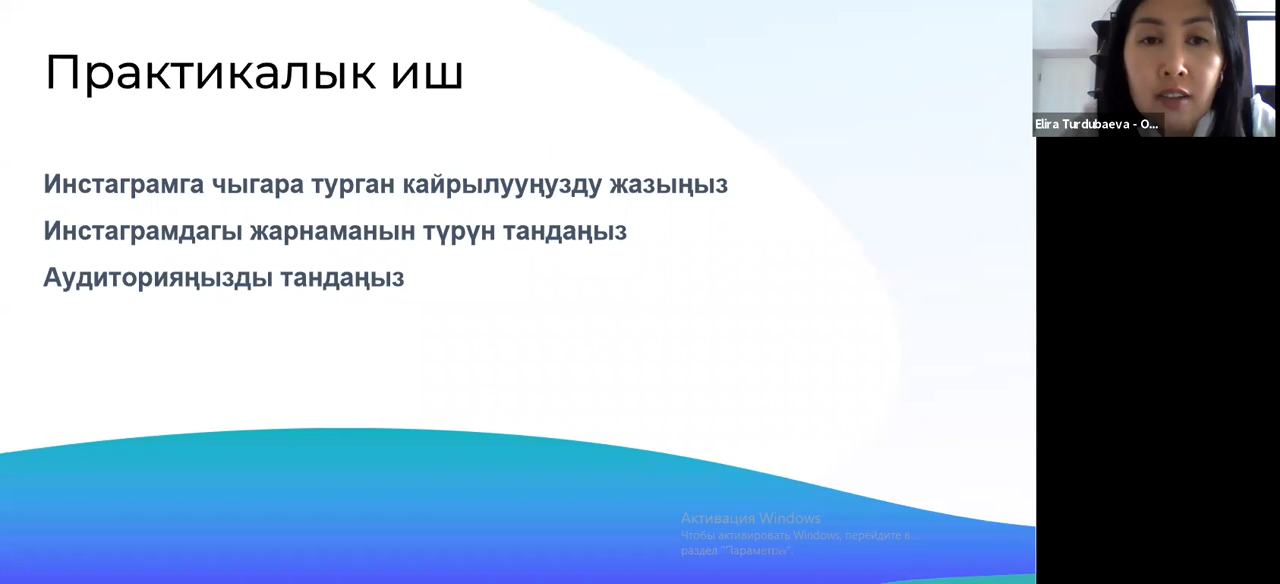 Практикалык иш
Инстаграмга чыгара турган кайрылууңузду жазыңыз
Инстаграмдагы жарнаманын түрүн тандаңыз
Аудиторияңызды тандаңыз
Elira Turdubaeva - O...
Активация Windows
Чтобы активировать Windows, перейдите в
раздел "Параметры".